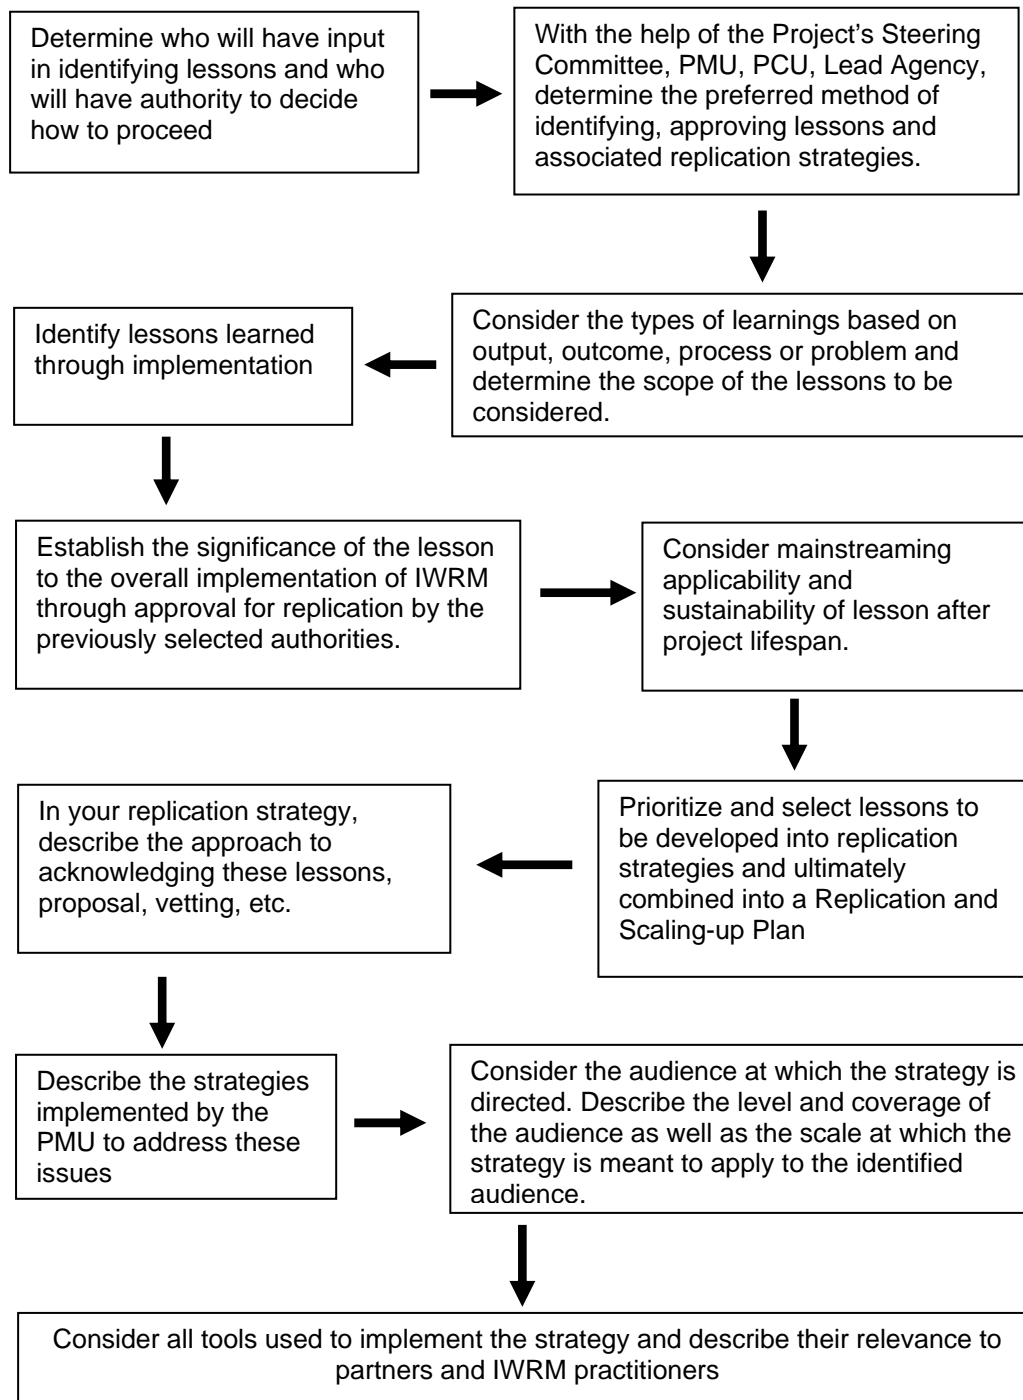 Determine who will have input
in identifying lessons and who
will have authority to decide
how to proceed
With the help of the Project’s Steering
Committee, PMU, PCU, Lead Agency,
determine the preferred method of
identifying, approving lessons and
associated replication strategies.
Consider the types of learnings based on
output, outcome, process or problem and
determine the scope of the lessons to be
considered.
Identify lessons learned
through implementation
Establish the significance of the lesson
to the overall implementation of IWRM
through approval for replication by the
previously selected authorities.
Consider mainstreaming
applicability and
sustainability of lesson after
project lifespan.
Prioritize and select lessons to
be developed into replication
strategies and ultimately
combined into a Replication and
Scaling-up Plan
In your replication strategy,
describe the approach to
acknowledging these lessons,
proposal, vetting, etc.
Describe the strategies
implemented by the
PMU to address these
issues
Consider the audience at which the strategy is
directed. Describe the level and coverage of
the audience as well as the scale at which the
strategy is meant to apply to the identified
audience.
Consider all tools used to implement the strategy and describe their relevance to
partners and IWRM practitioners